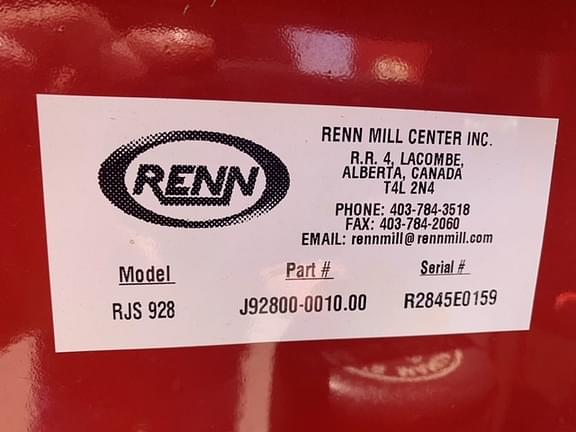 RENN
RENN MILL CENTER INC.
R.R. 4, LACOMBE,
ALBERTA, CANADA
T4L 2N4
PHONE: 403-784-3518
FAX: 403-784-2060
EMAIL: rennmill@rennmill.com
Model Part # Serial #
RJS 928 J92800-0010.00 R2845E0159